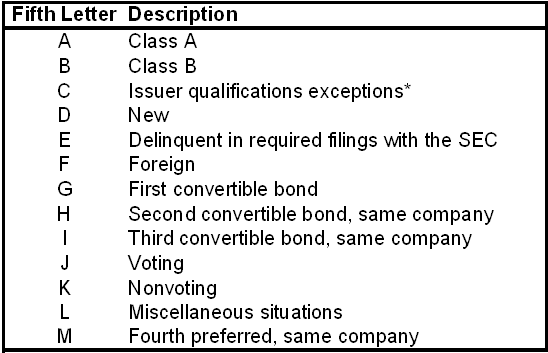 Fifth Letter Description
A Class A
B Class B
C Issuer qualifications exceptions*
D New
E Delinquent in required filings with the SEC
F Foreign
G First convertible bond
H Second convertible bond, same company
I Third convertible bond, same company
J Voting
K Nonvoting
L Miscellaneous situations
M Fourth preferred, same company